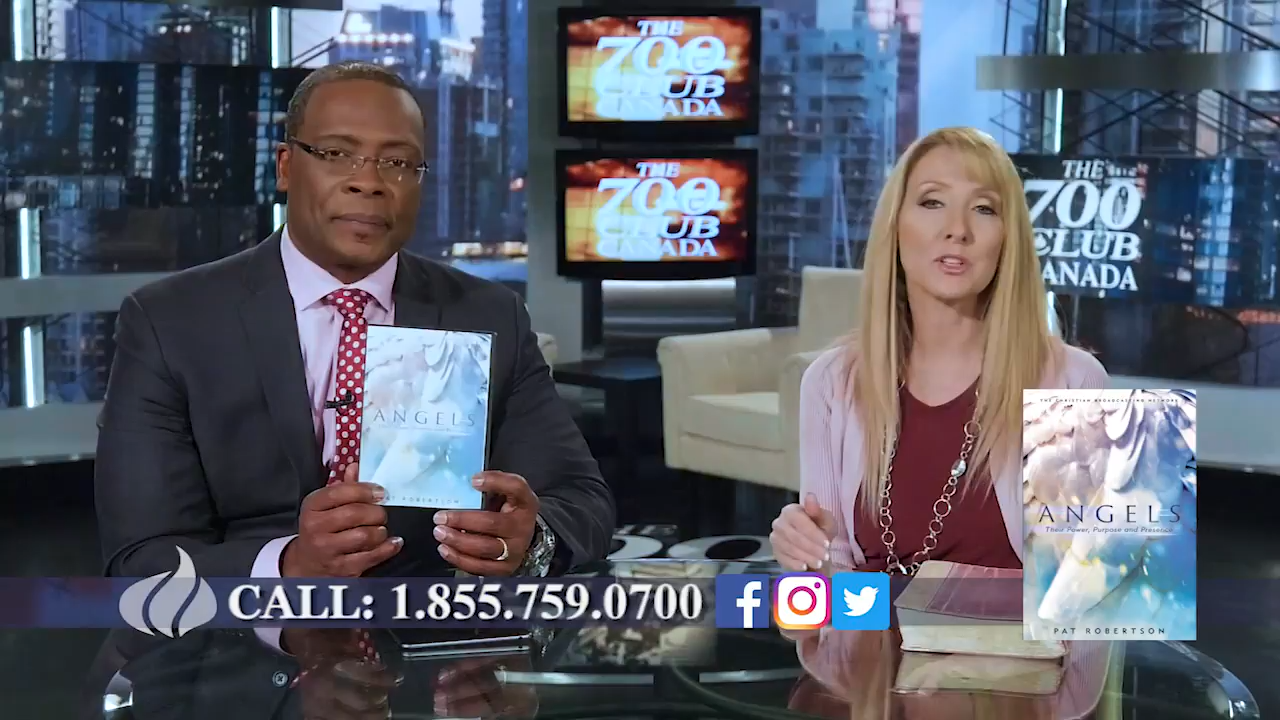 THE
700
CLUB
CANADA
THE
700
CLUB
CANADA
THE
700
CLUB
CANADA
ANGELS
PAT ROBERTSON
THE CHRISTIAN BROADCASTING NETWORK
ANGELS
Their Power, Purpose and Presence
PAT ROBERTSON
CALL: 1.855.759.0700